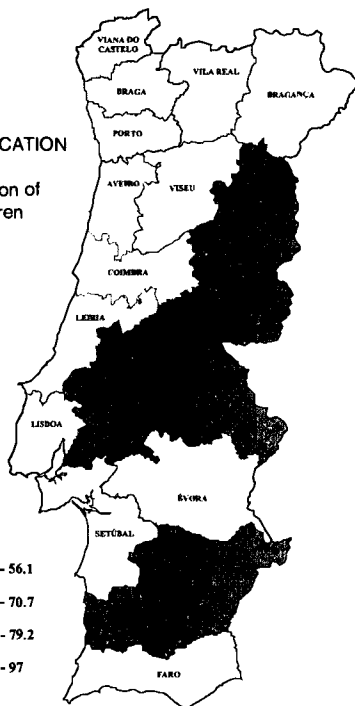 VIANA DO
CASTELO
BRAGA
VILA REAL
BRAGANÇA
PORTO
CATION
on of
ren
AVEIRO
VISEU
COIMBRA
LEIRIA
LISBOA
ÉVORA
SETÚBAL
- 56.1
- 70.7
- 79.2
- 97
FARO